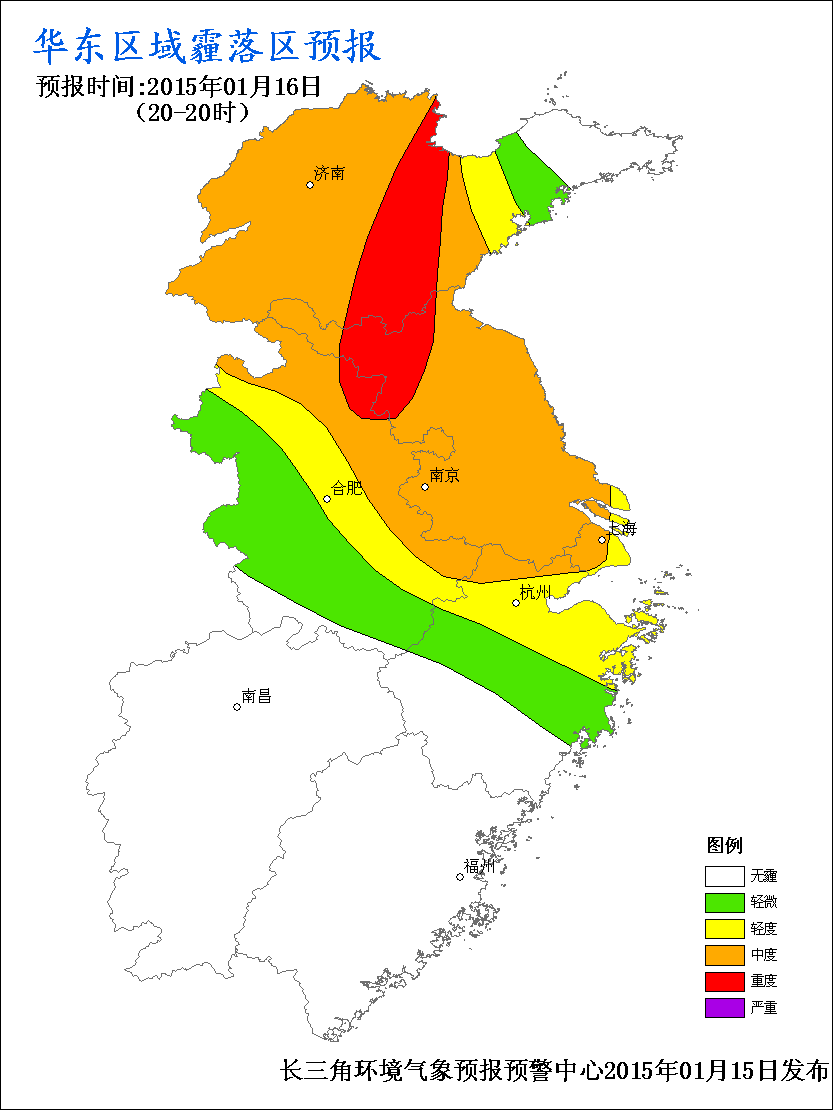 华东区域霾落区预报
预报时间:2015年01月16日
（20-20时）
济南
南京
合肥
上海
杭州
南昌
福州
图例
无霾
轻微
轻度
中度
重度
严重
长三角环境气象预报预警中心2015年01月15日发布